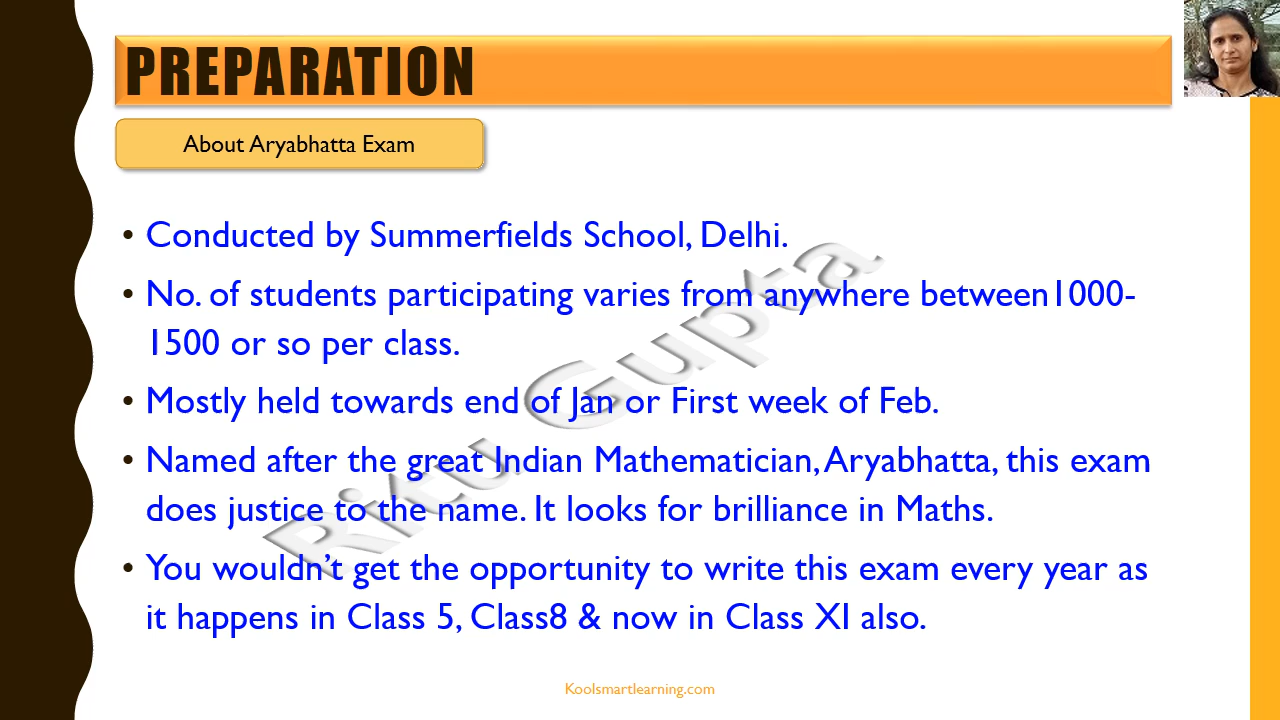 PREPARATION
About Aryabhatta Exam
• Conducted by Summerfields School, Delhi.
• No. of students participating varies from anywhere between1000-
1500 or so per class.
• Mostly held towards end of Jan or First week of Feb.
• Named after the great Indian Mathematician, Aryabhatta, this exam
does justice to the name. It looks for brilliance in Maths.
• You wouldn’t get the opportunity to write this exam every year as
it happens in Class 5, Class8 & now in Class XI also.
Ritu Gupta
Koolsmartlearning.com